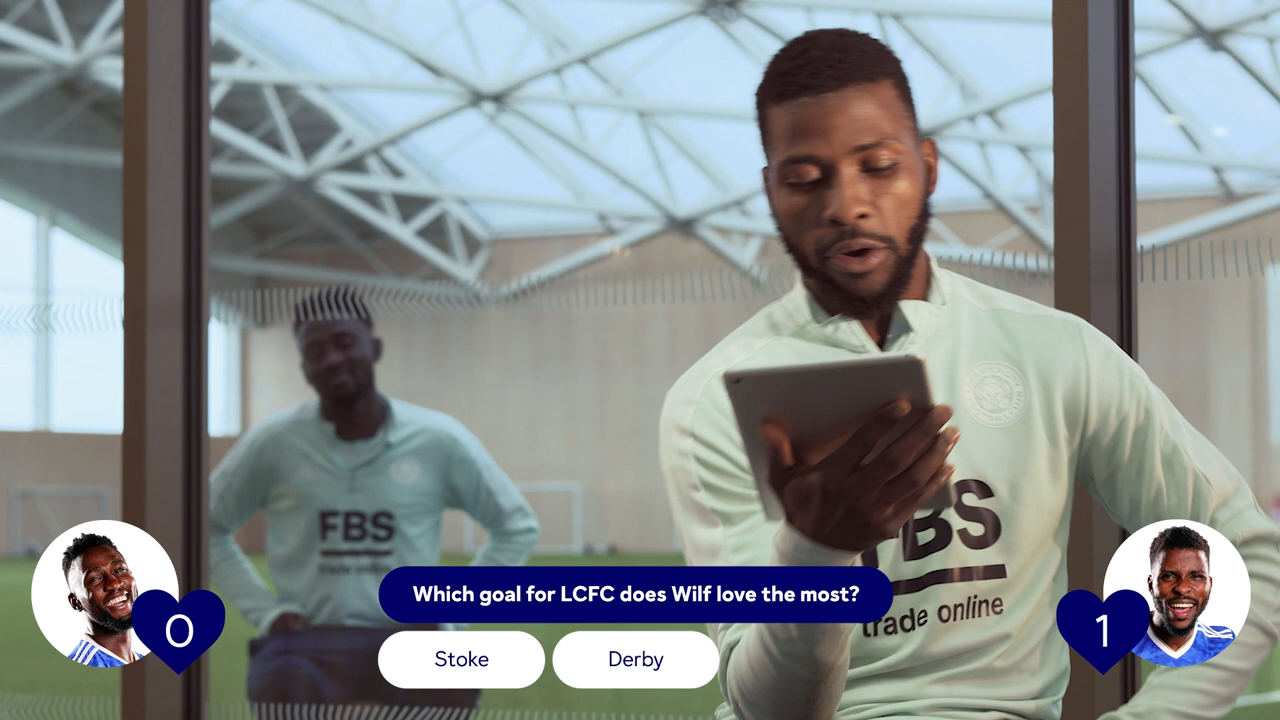 FBS
trade online
FBS
trade online
Which goal for LCFC does Wilf love the most?
Stoke
Derby
0
1